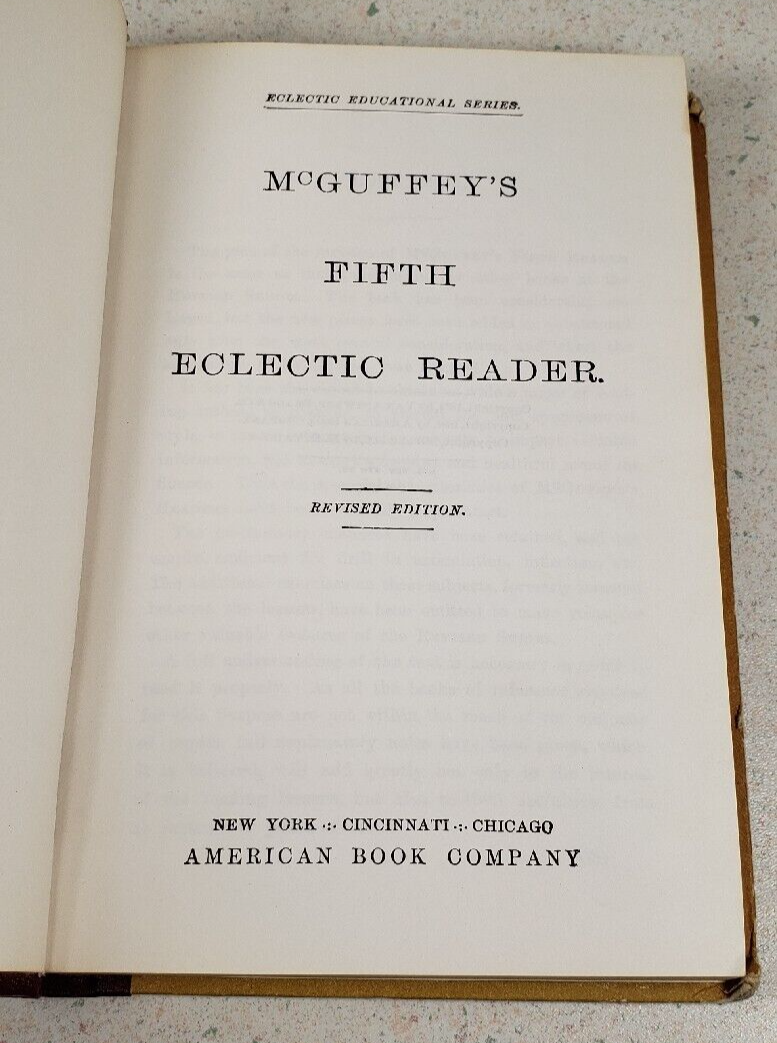 ECLECTIC EDUCATIONAL SERIES.
McGUFFEY'S
FIFTH
ECLECTIC READER.
REVISED EDITION.
NEW YORK ·:· CINCINNATI ·:· CHICAGO
AMERICAN BOOK COMPANY